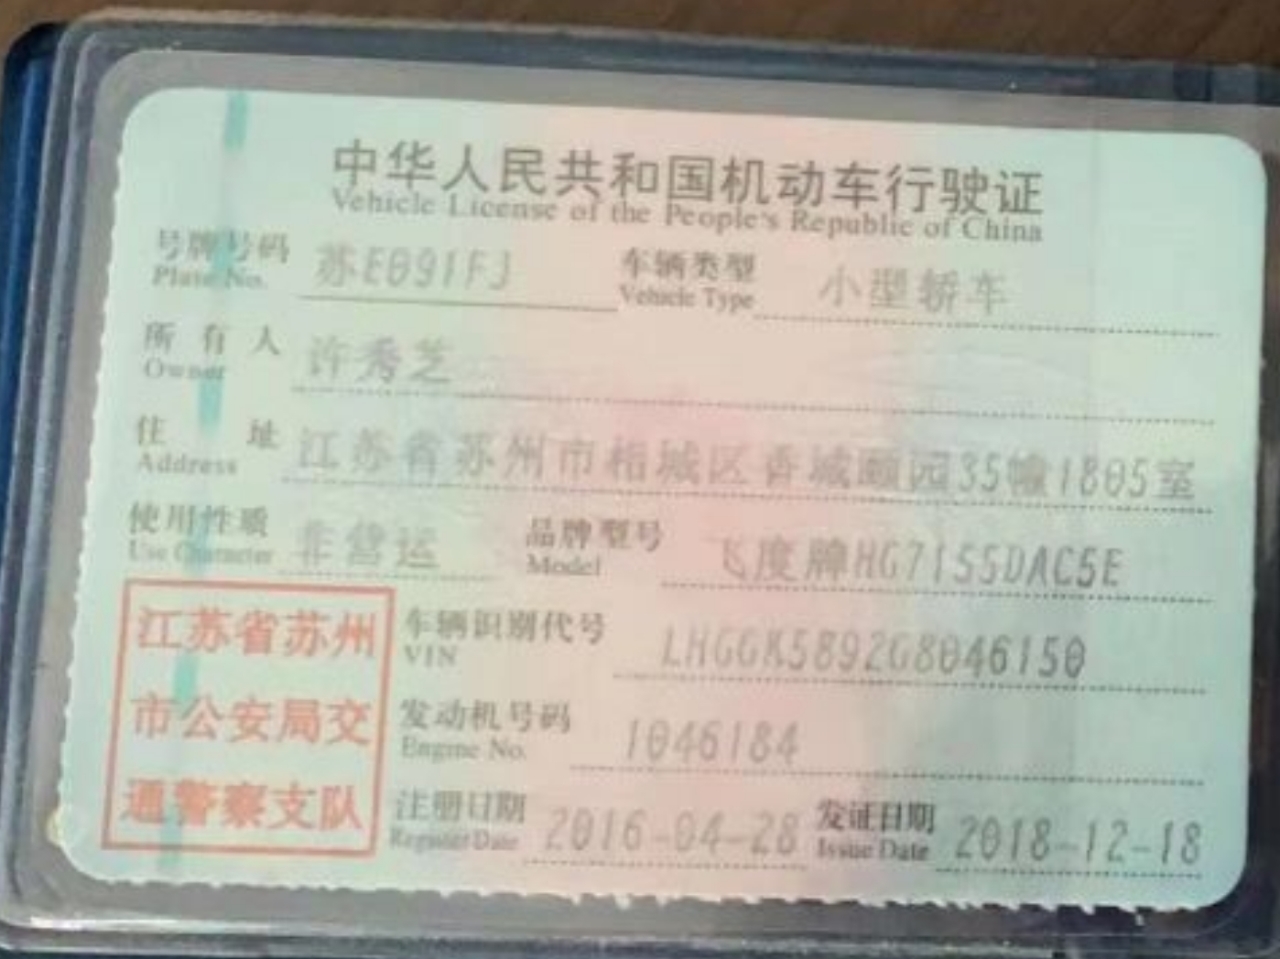 中华人民共和国机动车行驶证
Vehicle License of the People's Republic of China
号牌号码 苏E091FJ 车辆类型 小型轿车
Plate No. Vehicle Type
所有人 许秀芝
Owner
住址 江苏省苏州市相城区香城颐园35幢1805室
Address
使用性质 非营运 品牌型号 飞度牌HG7155DAC5E
Use Character Model
江苏省苏州
市公安局交
通警察支队
车辆识别代号 LHGGK5892G8046150
VIN
发动机号码 1046184
Engine No.
注册日期 2016-04-28 发证日期 2018-12-18
Register Date Issue Date